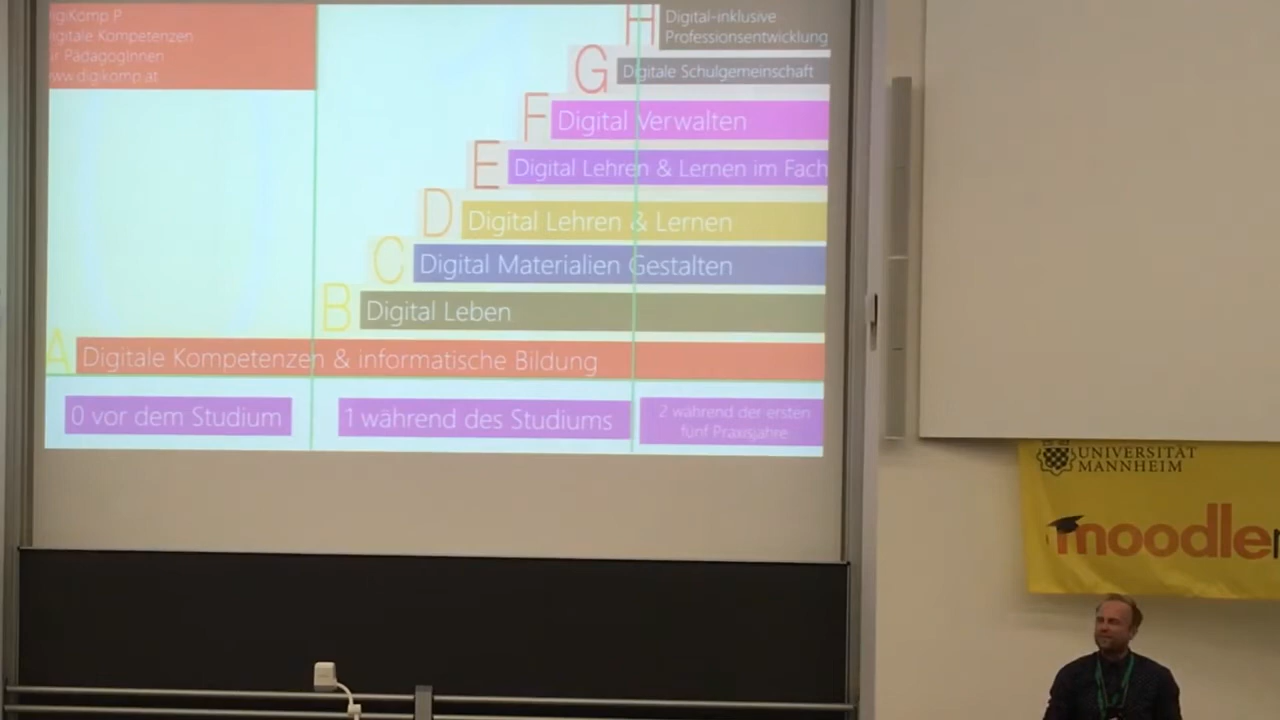 igiKomp P
igitale Kompetenzen
ür PädagogInnen
www.digikomp.at
H
Digital-inklusive
Professionsentwicklung
G
Digitale Schulgemeinschaft
F
Digital Verwalten
E
Digital Lehren & Lernen im Fach
D
Digital Lehren & Lernen
C
Digital Materialien Gestalten
B
Digital Leben
A
Digitale Kompetenzen & informatische Bildung
0 vor dem Studium
1 während des Studiums
2 während der ersten
fünf Praxisjahre
UNIVERSITÄT
MANNHEIM
moodle